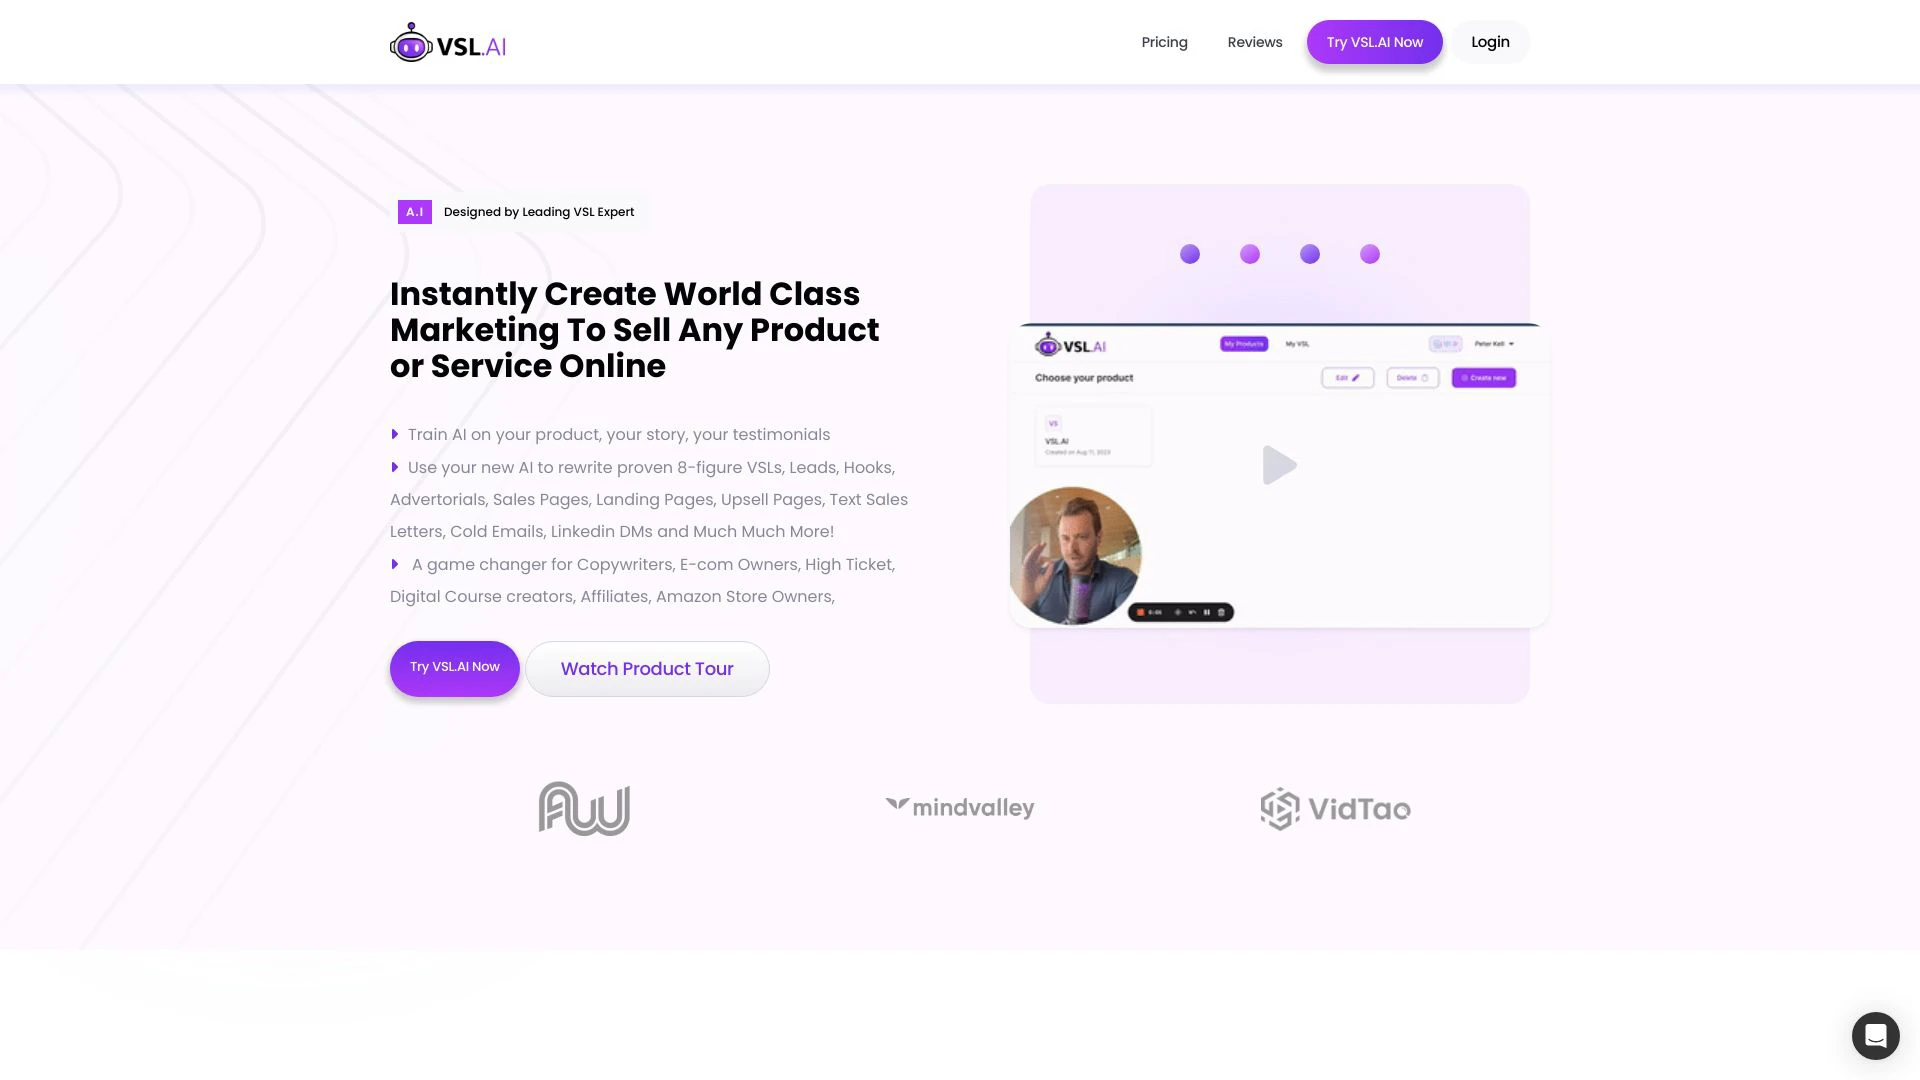 VSL.AI
Pricing
Reviews
Try VSL.AI Now
Login
A.I
Designed by Leading VSL Expert
Instantly Create World Class
Marketing To Sell Any Product
or Service Online
Train AI on your product, your story, your testimonials
Use your new AI to rewrite proven 8-figure VSLs, Leads, Hooks,
Advertorials, Sales Pages, Landing Pages, Upsell Pages, Text Sales
Letters, Cold Emails, Linkedin DMs and Much Much More!
A game changer for Copywriters, E-com Owners, High Ticket,
Digital Course creators, Affiliates, Amazon Store Owners,
Try VSL.AI Now
Watch Product Tour
VSL.AI
My Products
My VSL
Peter Kell
Choose your product
Edit
Delete
Create new
VS
VSL.AI
Created on Aug 11, 2023
AW
mindvalley
VidTao